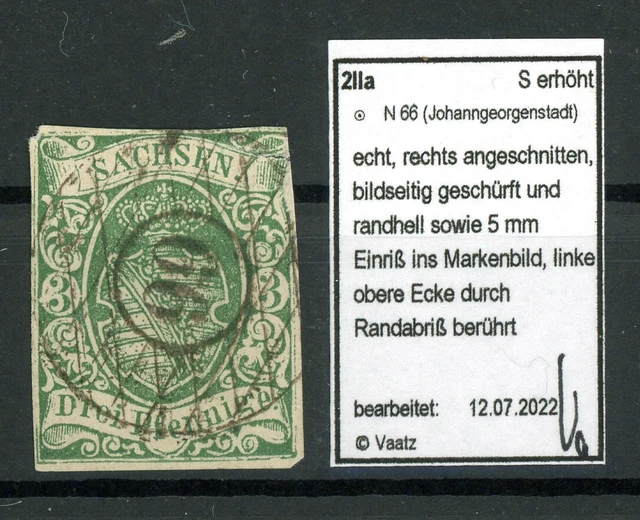 SACHSEN
3 3
66
Drei Pfennige
2IIa S erhöht
⊙ N 66 (Johanngeorgenstadt)
echt, rechts angeschnitten,
bildseitig geschürft und
randhell sowie 5 mm
Einriß ins Markenbild, linke
obere Ecke durch
Randabriß berührt
bearbeitet: 12.07.2022
© Vaatz